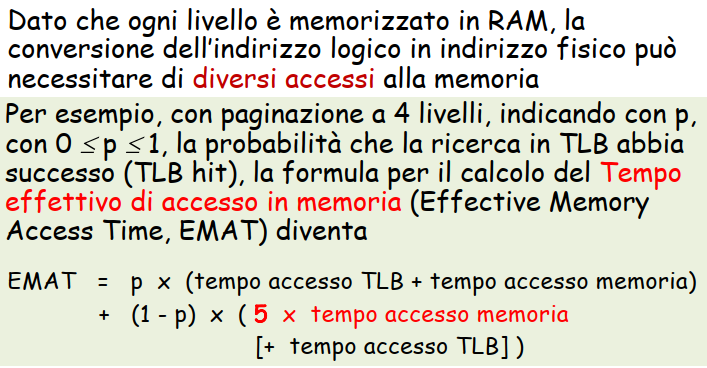 Dato che ogni livello è memorizzato in RAM, la
conversione dell'indirizzo logico in indirizzo fisico può
necessitare di diversi accessi alla memoria
Per esempio, con paginazione a 4 livelli, indicando con p,
con 0 ≤ p ≤ 1, la probabilità che la ricerca in TLB abbia
successo (TLB hit), la formula per il calcolo del Tempo
effettivo di accesso in memoria (Effective Memory
Access Time, EMAT) diventa
EMAT = p x (tempo accesso TLB + tempo accesso memoria)
+ (1 - p) x ( 5 x tempo accesso memoria
[+ tempo accesso TLB] )